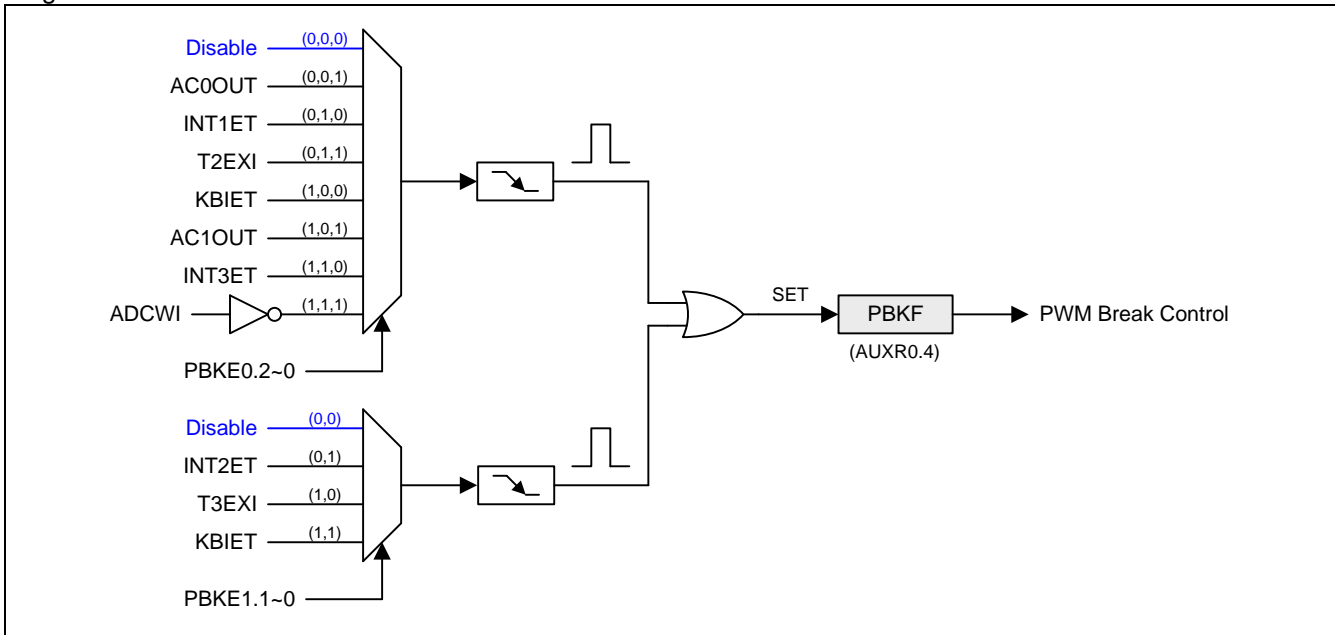 Disable (0,0,0)
AC0OUT (0,0,1)
INT1ET (0,1,0)
T2EXI (0,1,1)
KBIET (1,0,0)
AC1OUT (1,0,1)
INT3ET (1,1,0)
ADCWI (1,1,1)
PBKE0.2~0
SET
PBKF
(AUXR0.4)
PWM Break Control
Disable (0,0)
INT2ET (0,1)
T3EXI (1,0)
KBIET (1,1)
PBKE1.1~0